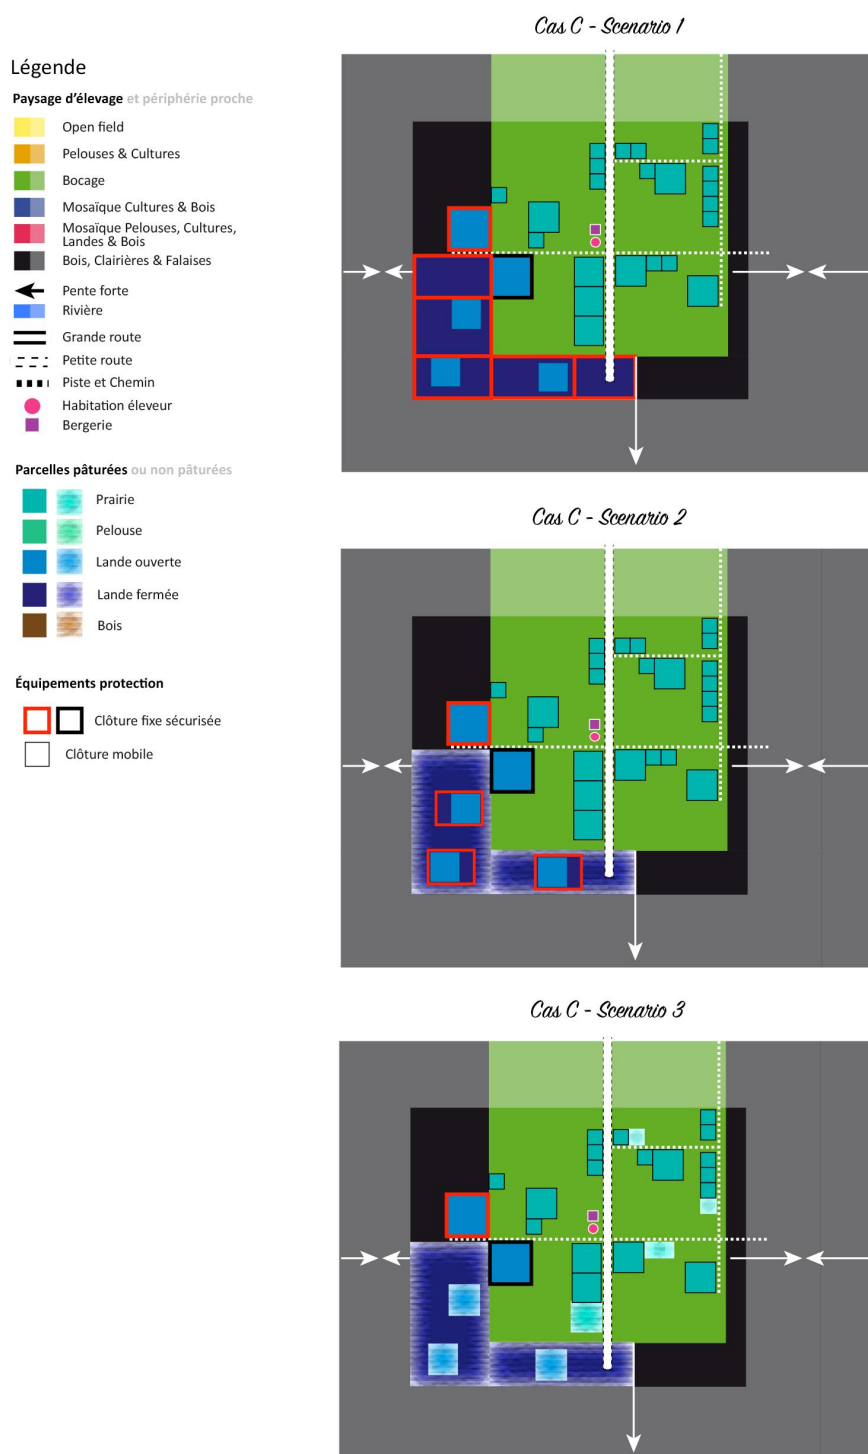 Cas C - Scenario 1
Légende
Paysage d'élevage et périphérie proche
Open field
Pelouses & Cultures
Bocage
Mosaïque Cultures & Bois
Mosaïque Pelouses, Cultures,
Landes & Bois
Bois, Clairières & Falaises
Pente forte
Rivière
Grande route
Petite route
Piste et Chemin
Habitation éleveur
Bergerie
Parcelles pâturées ou non pâturées
Prairie
Pelouse
Lande ouverte
Lande fermée
Bois
Équipements protection
Clôture fixe sécurisée
Clôture mobile
Cas C - Scenario 2
Cas C - Scenario 3